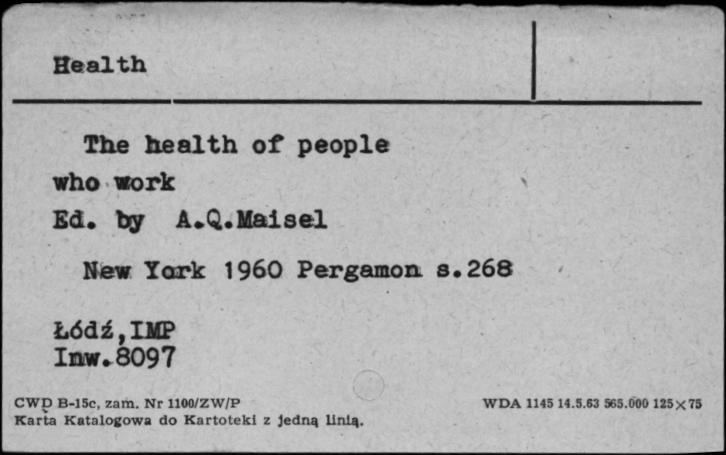 Health
The health of people
who work
Ed. by A.Q.Maisel
New York 1960 Pergamon s.268
Łódź,IMP
Inw.8097
CWD B-15c, zam. Nr 1100/ZW/P
WDA 1145 14.5.63 565.000 125×75
Karta Katalogowa do Kartoteki z jedną linią.